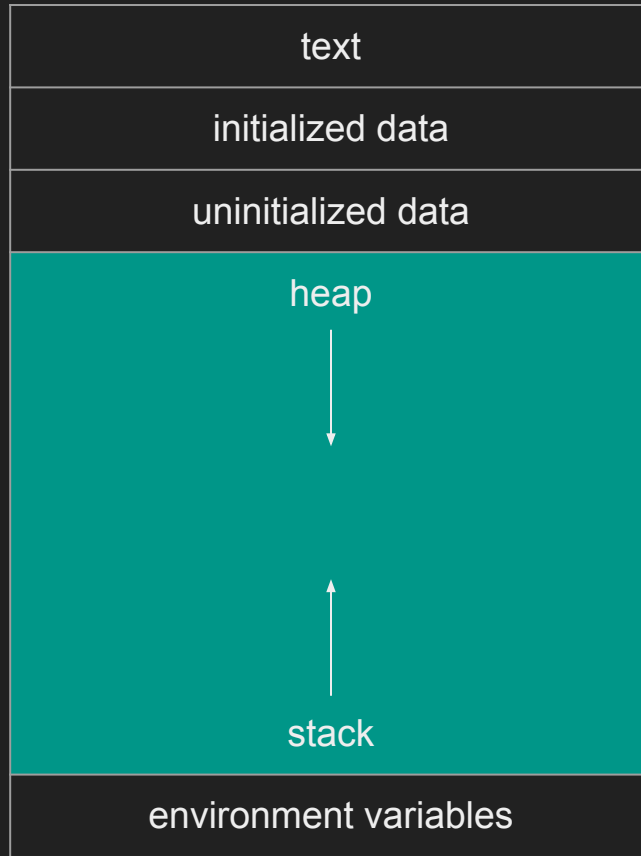 text
initialized data
uninitialized data
heap
stack
environment variables